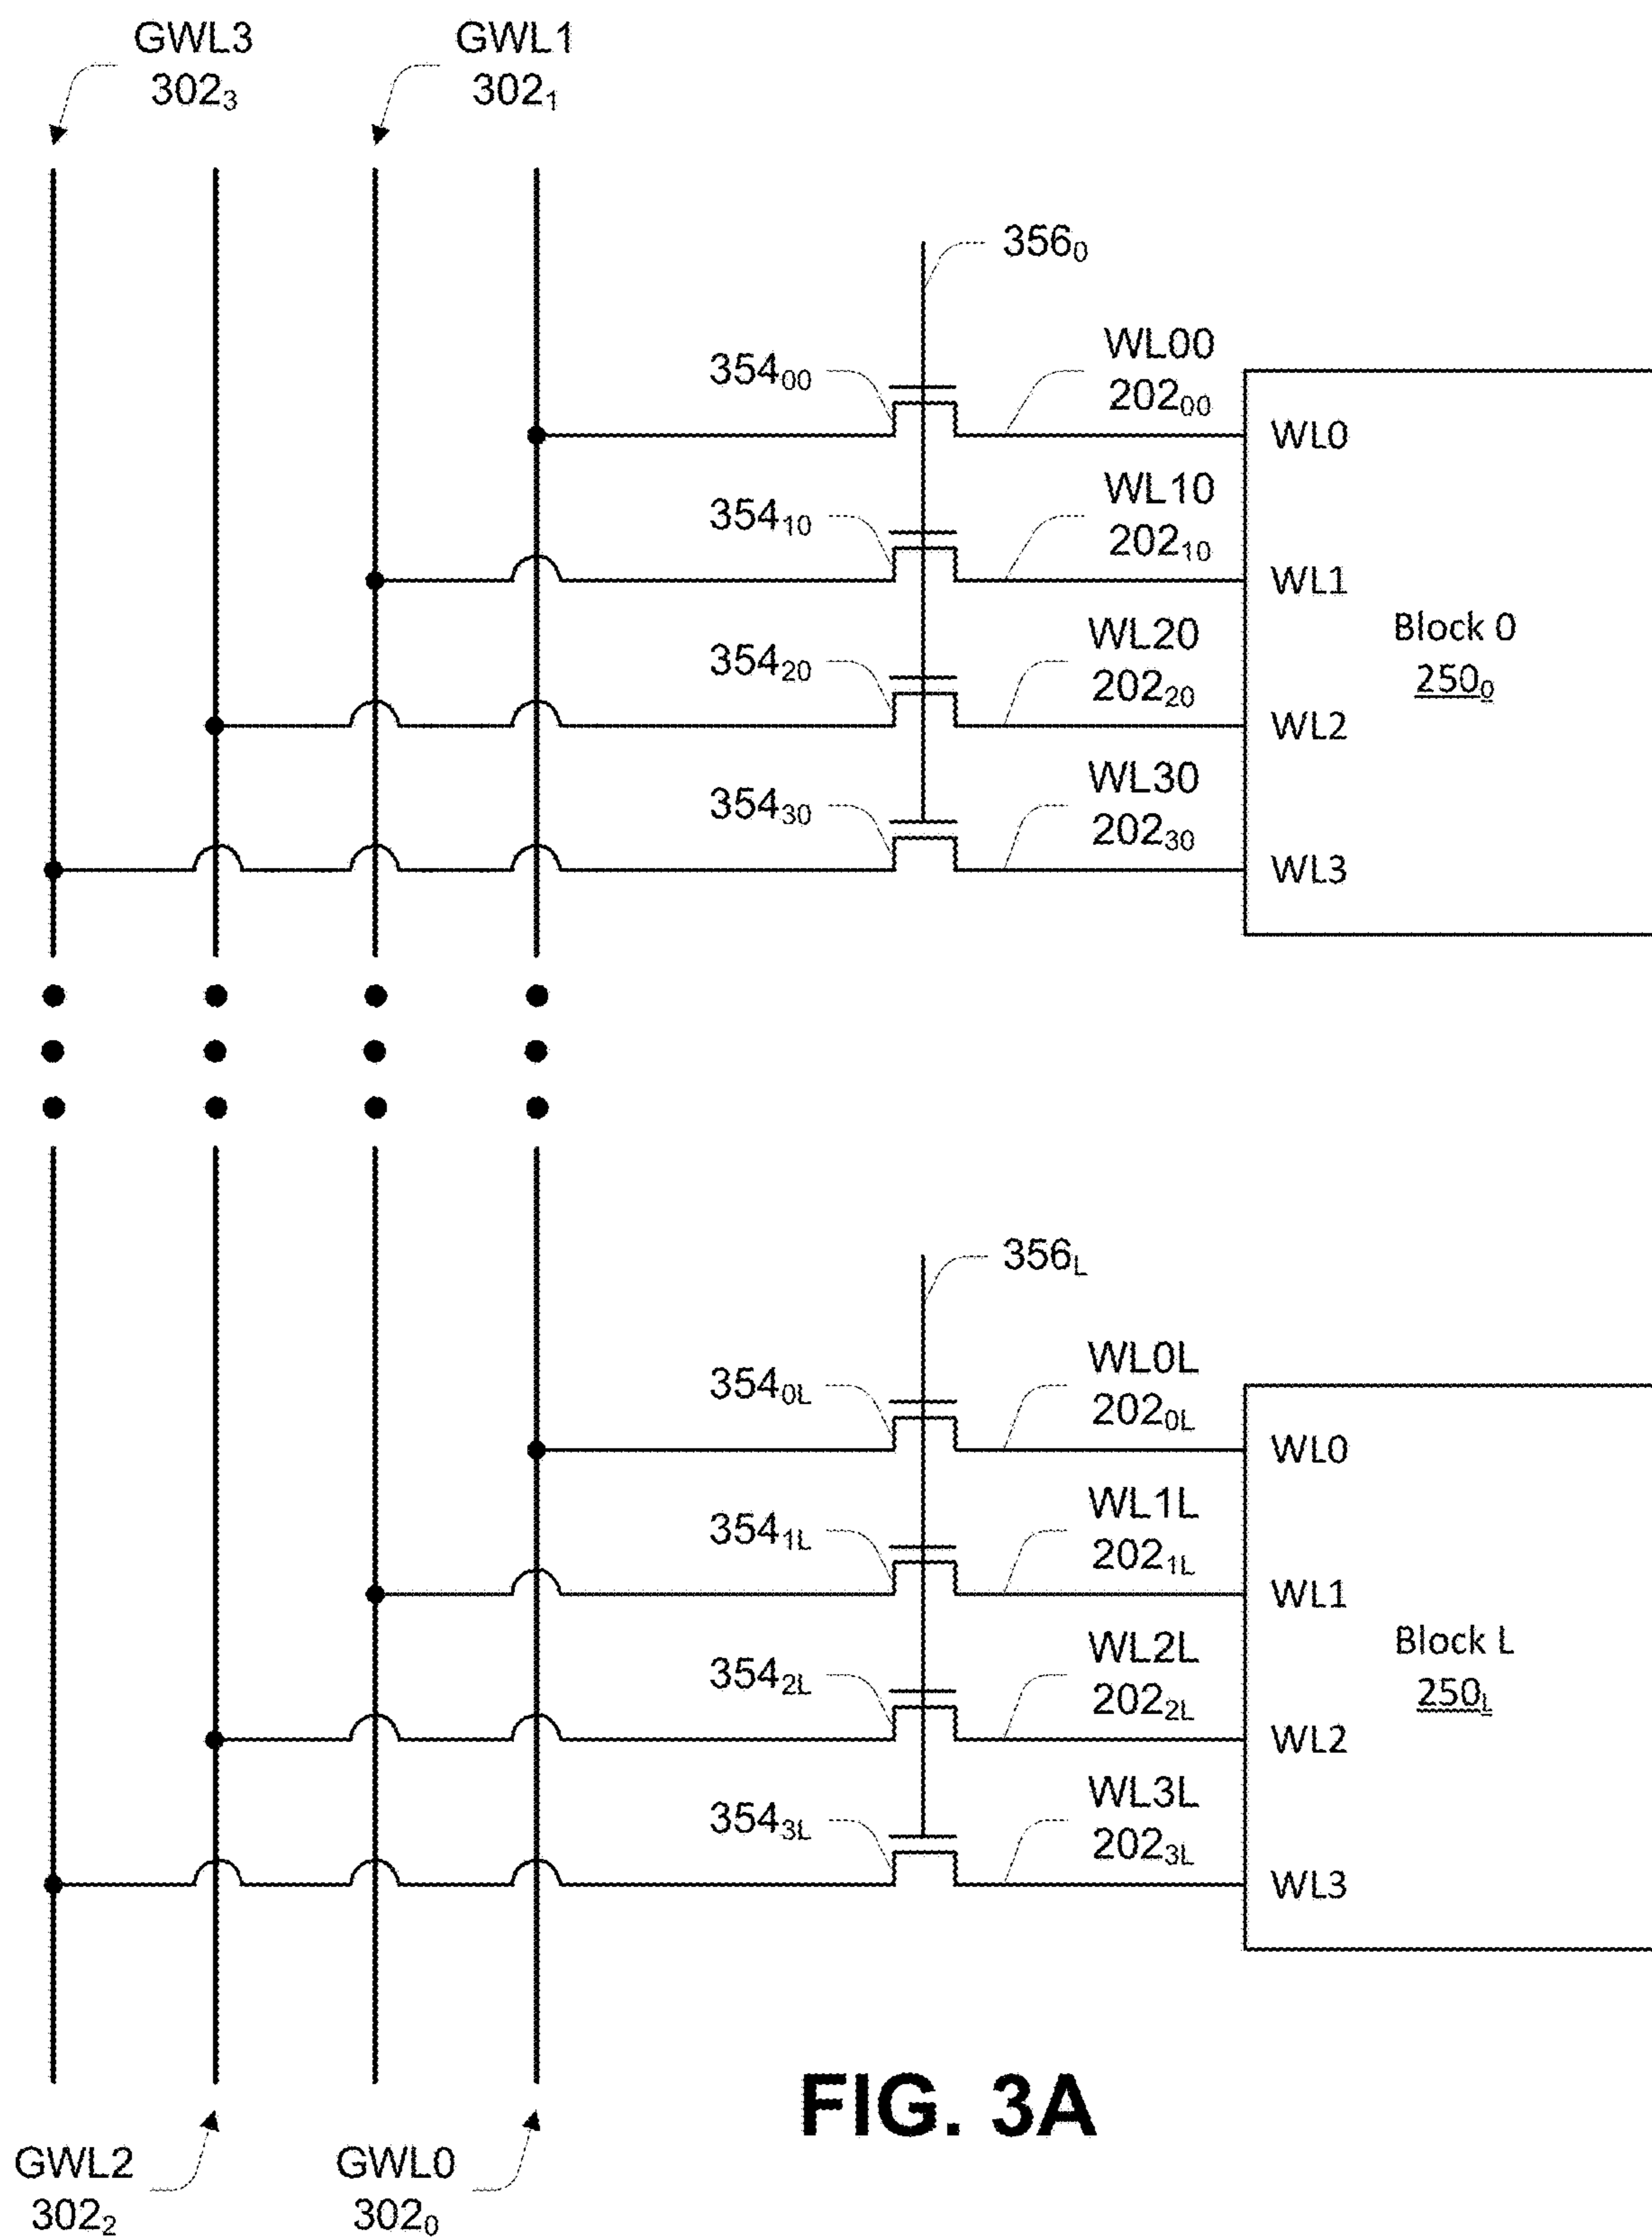 GWL3
302₃
GWL1
302₁
356₀
354₀₀
WL00
202₀₀
WL0
354₁₀
WL10
202₁₀
WL1
Block 0
250₀
354₂₀
WL20
202₂₀
WL2
354₃₀
WL30
202₃₀
WL3
356L
354₀L
WL0L
202₀L
WL0
354₁L
WL1L
202₁L
WL1
Block L
250L
354₂L
WL2L
202₂L
WL2
354₃L
WL3L
202₃L
WL3
FIG. 3A
GWL2
302₂
GWL0
302₀